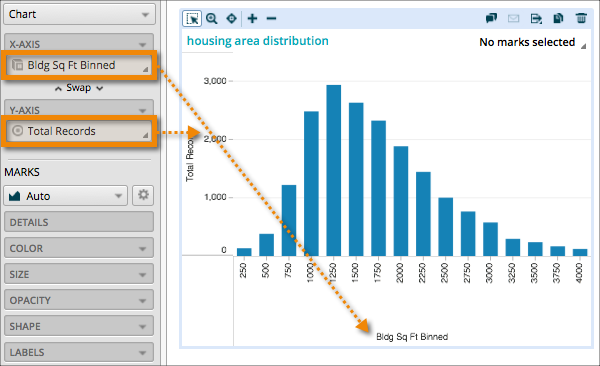 Chart
X-AXIS
Bldg Sq Ft Binned
Swap
Y-AXIS
Total Records
MARKS
Auto
DETAILS
COLOR
SIZE
OPACITY
SHAPE
LABELS
housing area distribution
No marks selected
3,000
2,000
1,000
0
Total Recor
250 500 750 1000 1250 1500 1750 2000 2250 2500 2750 3000 3250 3500 3750 4000
Bldg Sq Ft Binned